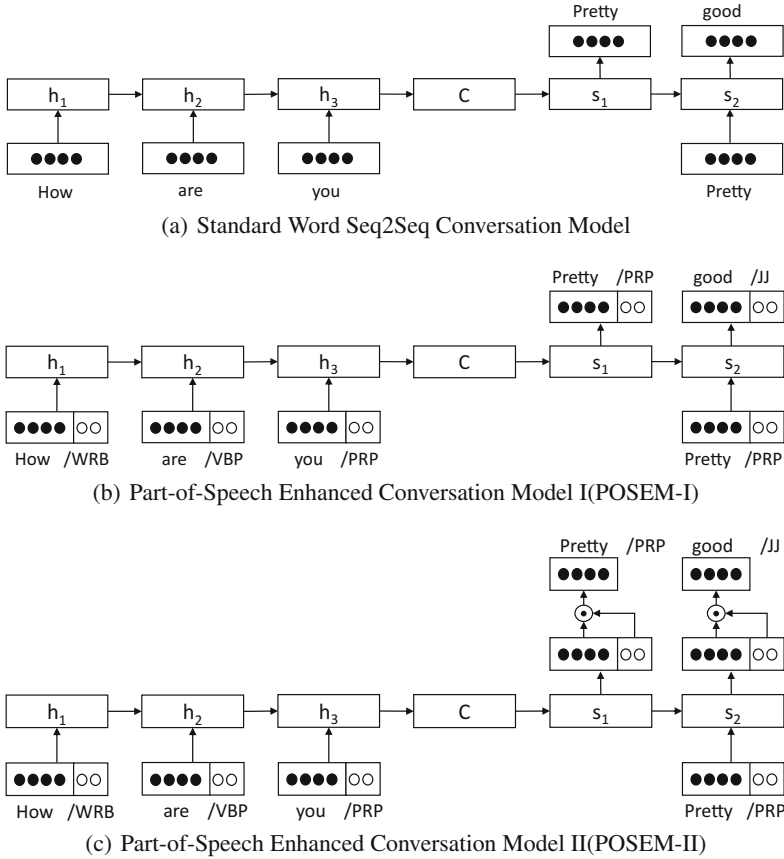 Pretty good
h1 h2 h3 C s1 s2
How are you Pretty
(a) Standard Word Seq2Seq Conversation Model
Pretty /PRP good /JJ
h1 h2 h3 C s1 s2
How /WRB are /VBP you /PRP Pretty /PRP
(b) Part-of-Speech Enhanced Conversation Model I(POSEM-I)
Pretty /PRP good /JJ
h1 h2 h3 C s1 s2
How /WRB are /VBP you /PRP Pretty /PRP
(c) Part-of-Speech Enhanced Conversation Model II(POSEM-II)